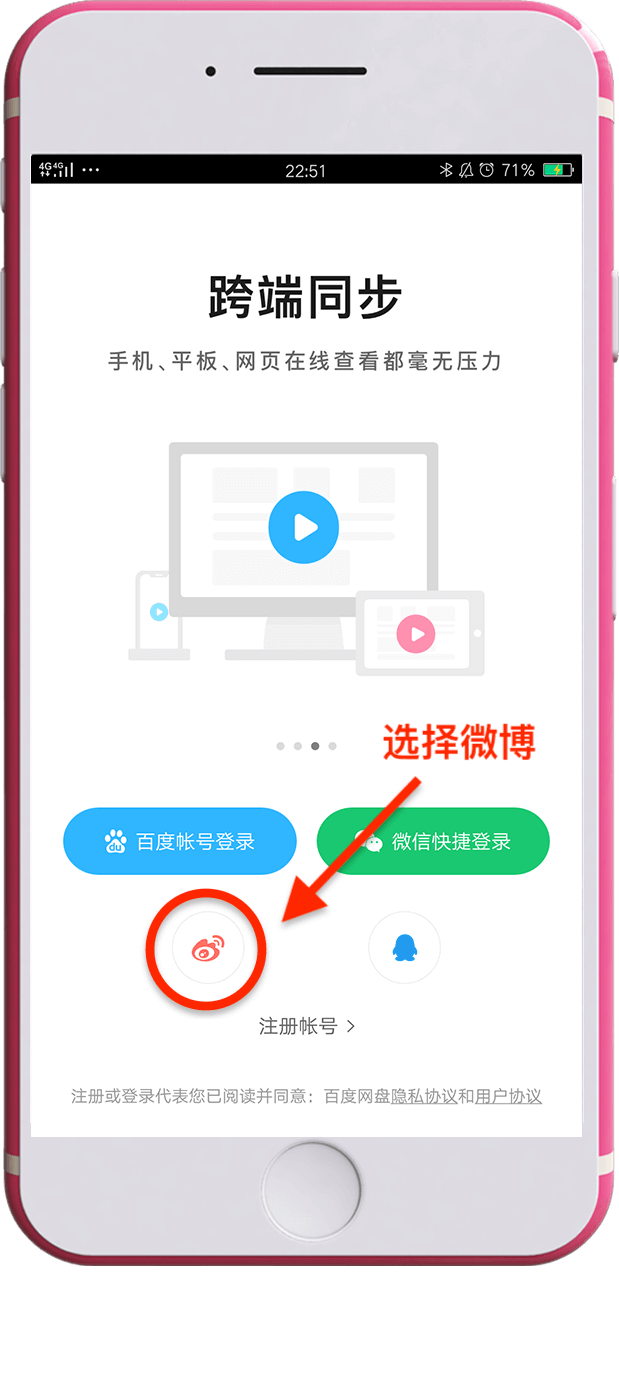 4G 4G 22:51 71%
跨端同步
手机、平板、网页在线查看都毫无压力
选择微博
du 百度帐号登录 微信快捷登录
注册帐号 >
注册或登录代表您已阅读并同意：百度网盘隐私协议和用户协议